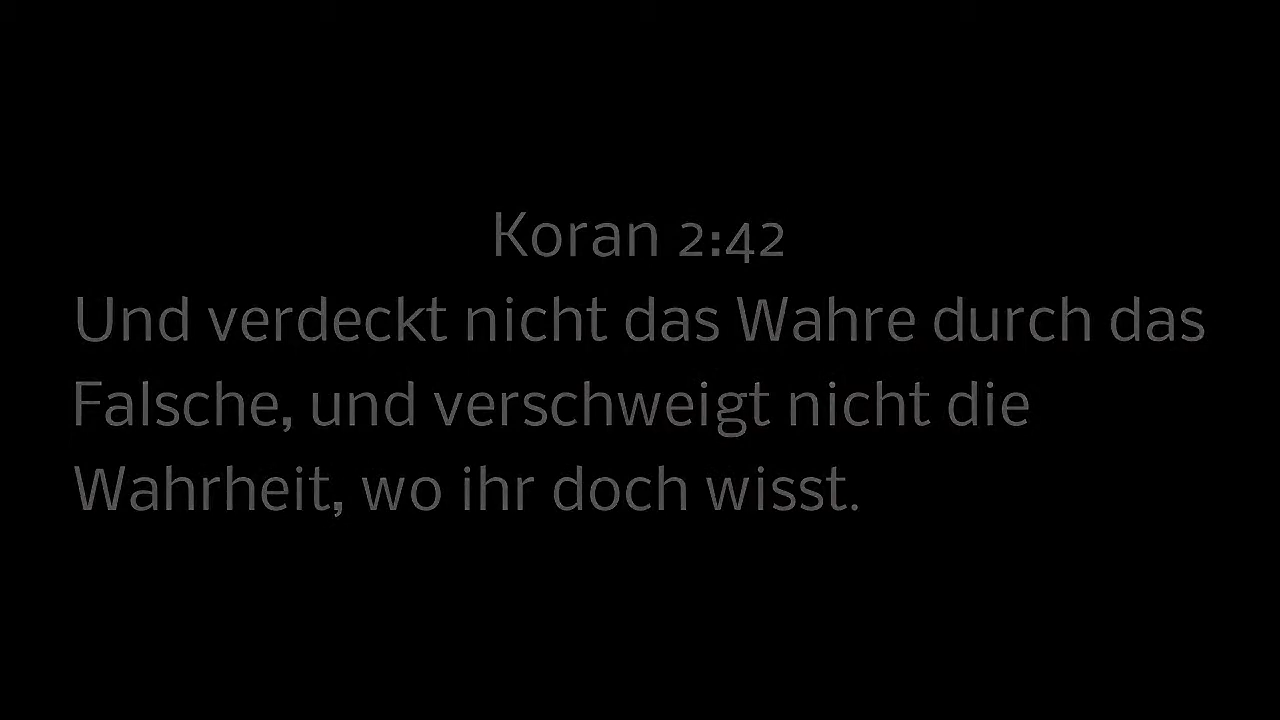 Koran 2:42
Und verdeckt nicht das Wahre durch das
Falsche, und verschweigt nicht die
Wahrheit, wo ihr doch wisst.